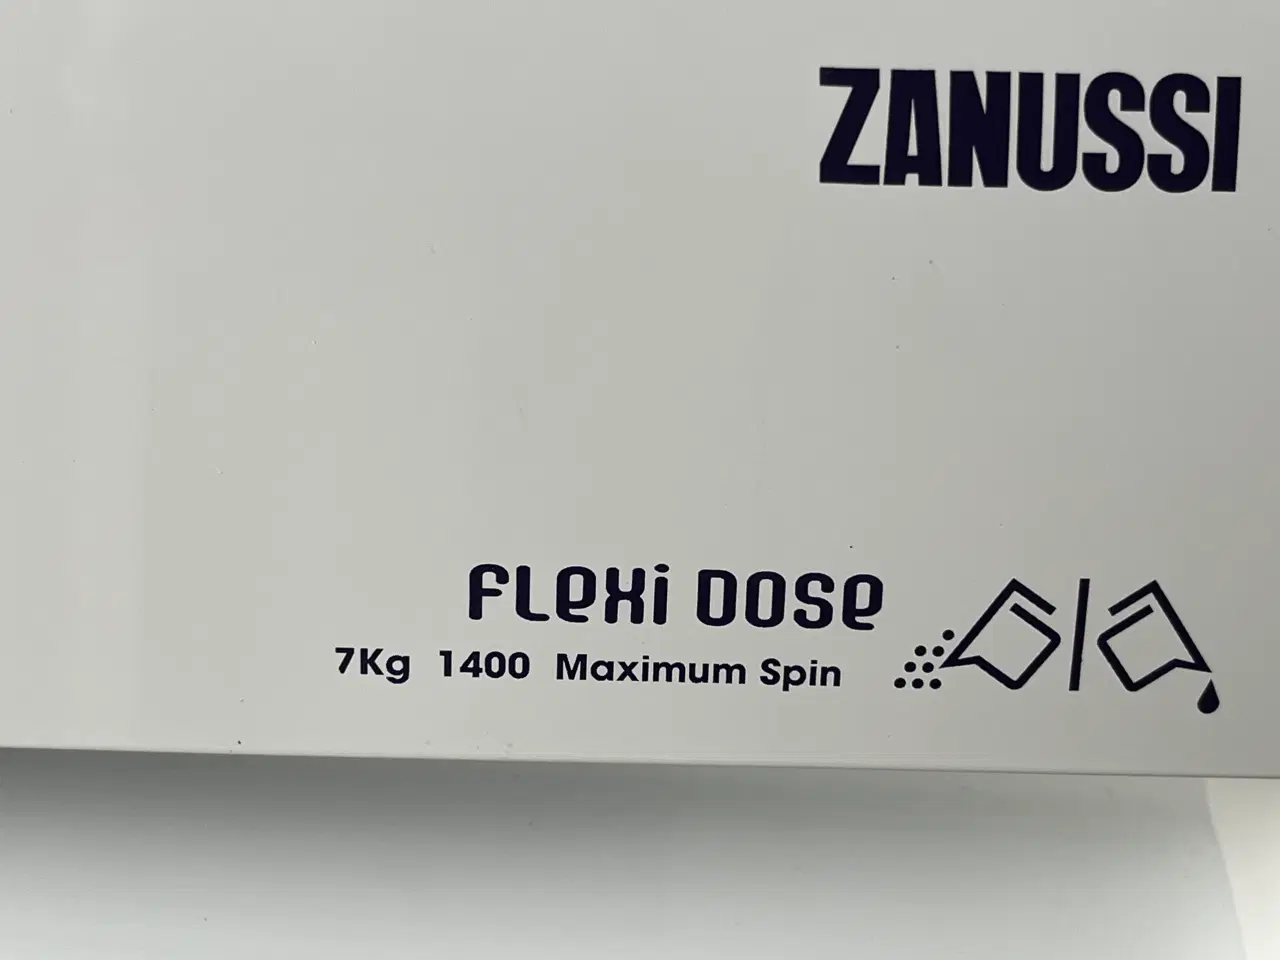 ZANUSSI
FLEXi DOSE
7Kg 1400 Maximum Spin